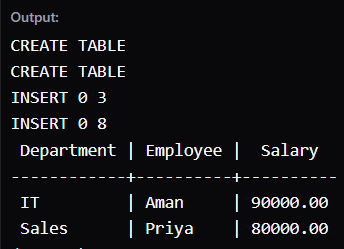 Output:
CREATE TABLE
CREATE TABLE
INSERT 0 3
INSERT 0 8
 Department | Employee |  Salary
------------+----------+----------
 IT         | Aman     | 90000.00
 Sales      | Priya    | 80000.00